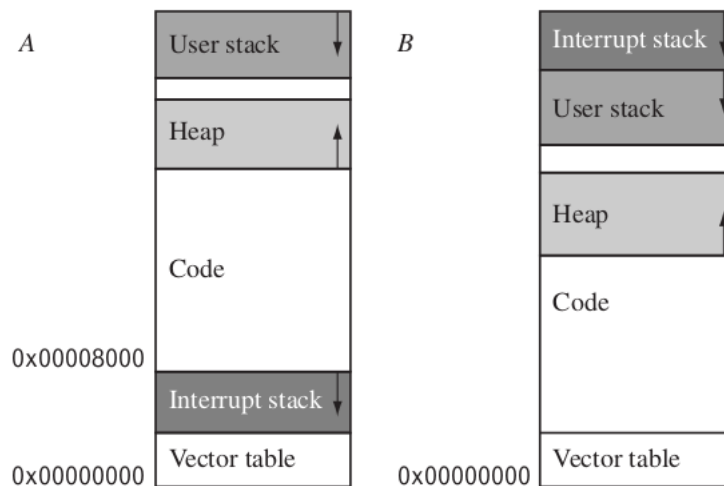 A
User stack
Heap
Code
0x00008000
Interrupt stack
Vector table
0x00000000
B
Interrupt stack
User stack
Heap
Code
Vector table
0x00000000